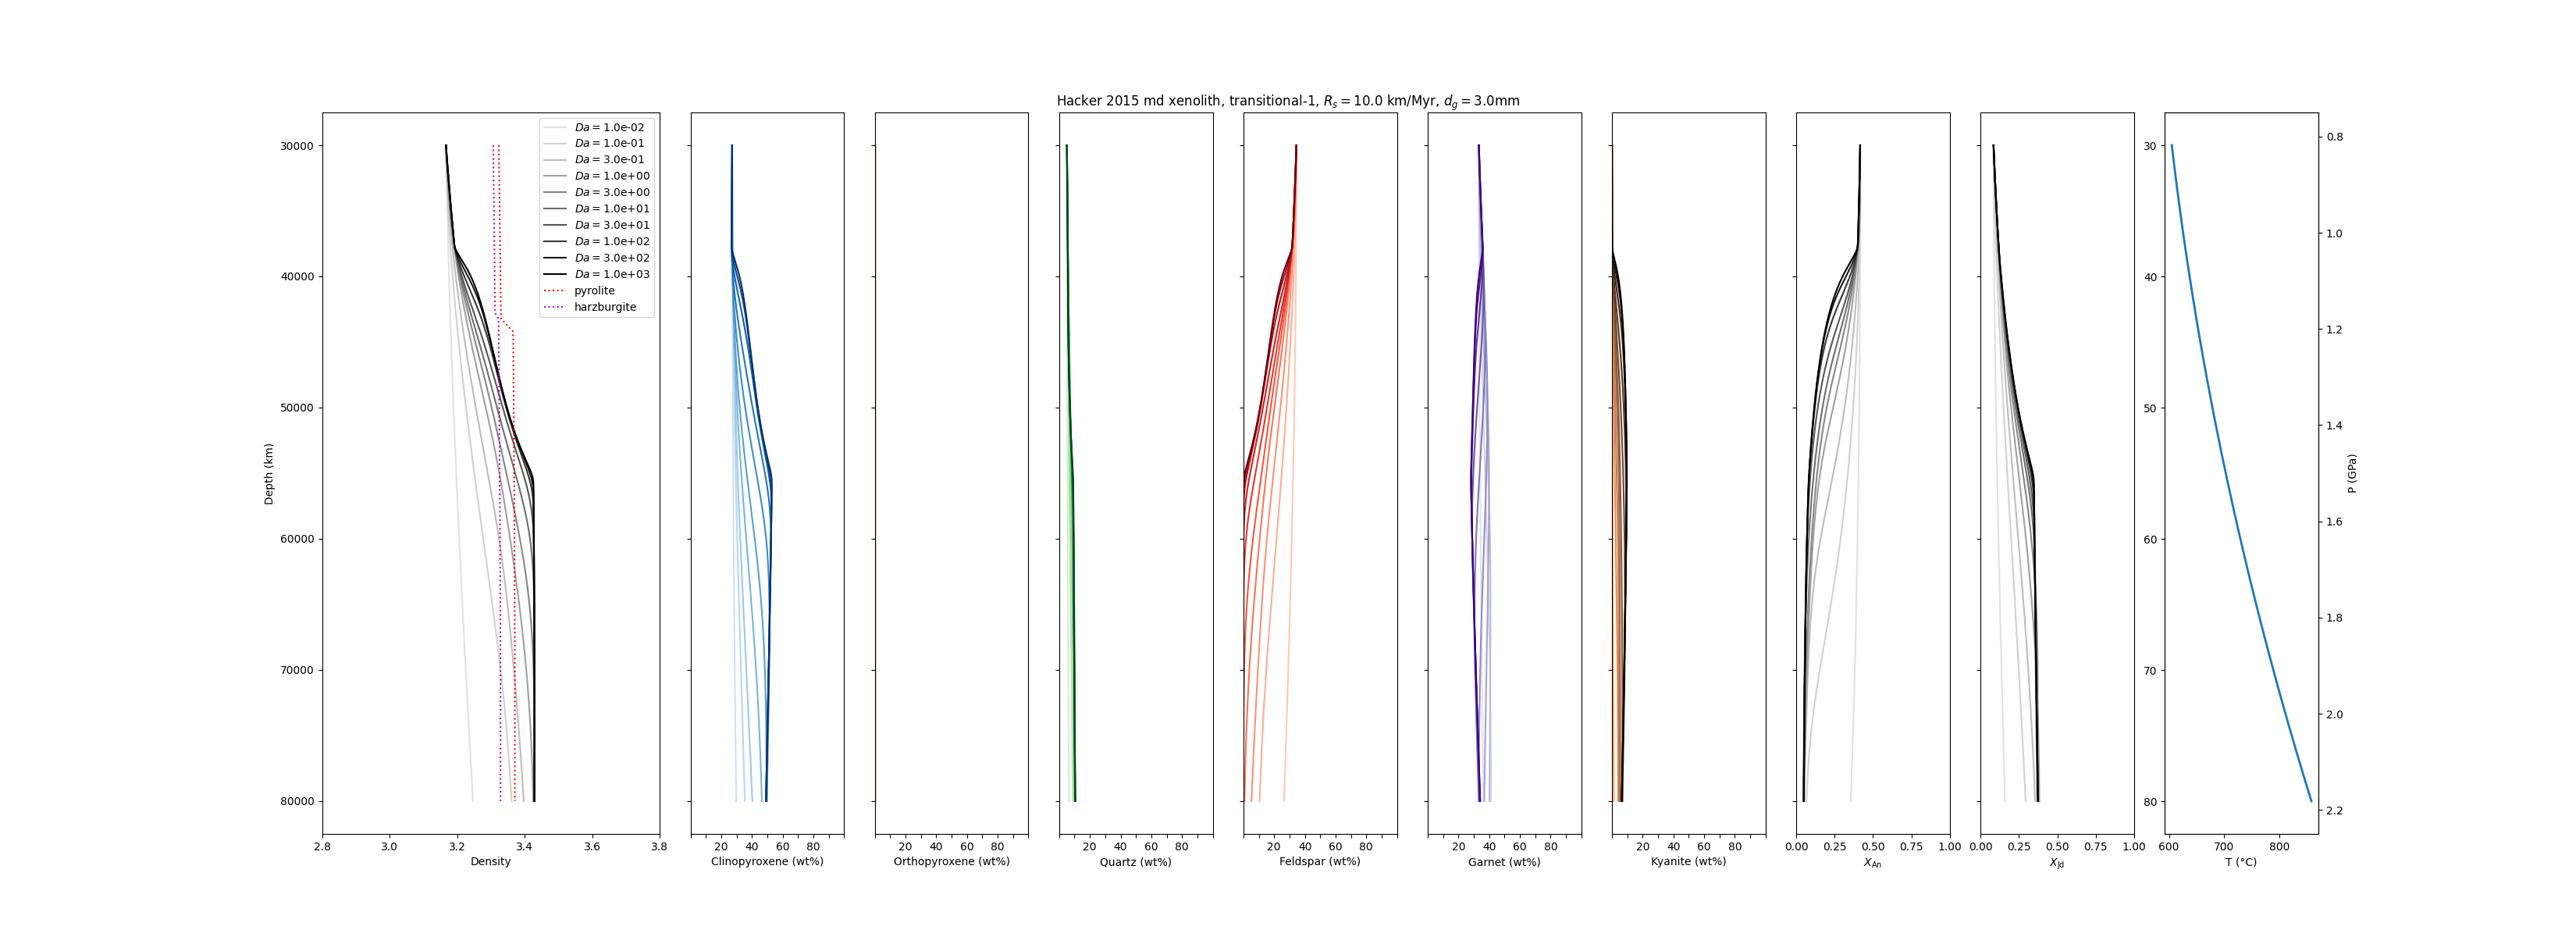 Hacker 2015 md xenolith, transitional-1, $R_s = 10.0$ km/Myr, $d_g = 3.0$mm
Da = 1.0e-02
Da = 1.0e-01
Da = 3.0e-01
Da = 1.0e+00
Da = 3.0e+00
Da = 1.0e+01
Da = 3.0e+01
Da = 1.0e+02
Da = 3.0e+02
Da = 1.0e+03
pyrolite
harzburgite
Depth (km)
30000
40000
50000
60000
70000
80000
2.8 3.0 3.2 3.4 3.6 3.8
Density
20 40 60 80
Clinopyroxene (wt%)
Orthopyroxene (wt%)
20 40 60 80
Quartz (wt%)
20 40 60 80
Feldspar (wt%)
20 40 60 80
Garnet (wt%)
20 40 60 80
Kyanite (wt%)
20 40 60 80
0.00 0.25 0.50 0.75 1.00
$X_{An}$
0.00 0.25 0.50 0.75 1.00
$X_{Jd}$
30
40
50
60
70
80
600 700 800
T (°C)
0.8
1.0
1.2
1.4
1.6
1.8
2.0
2.2
P (GPa)